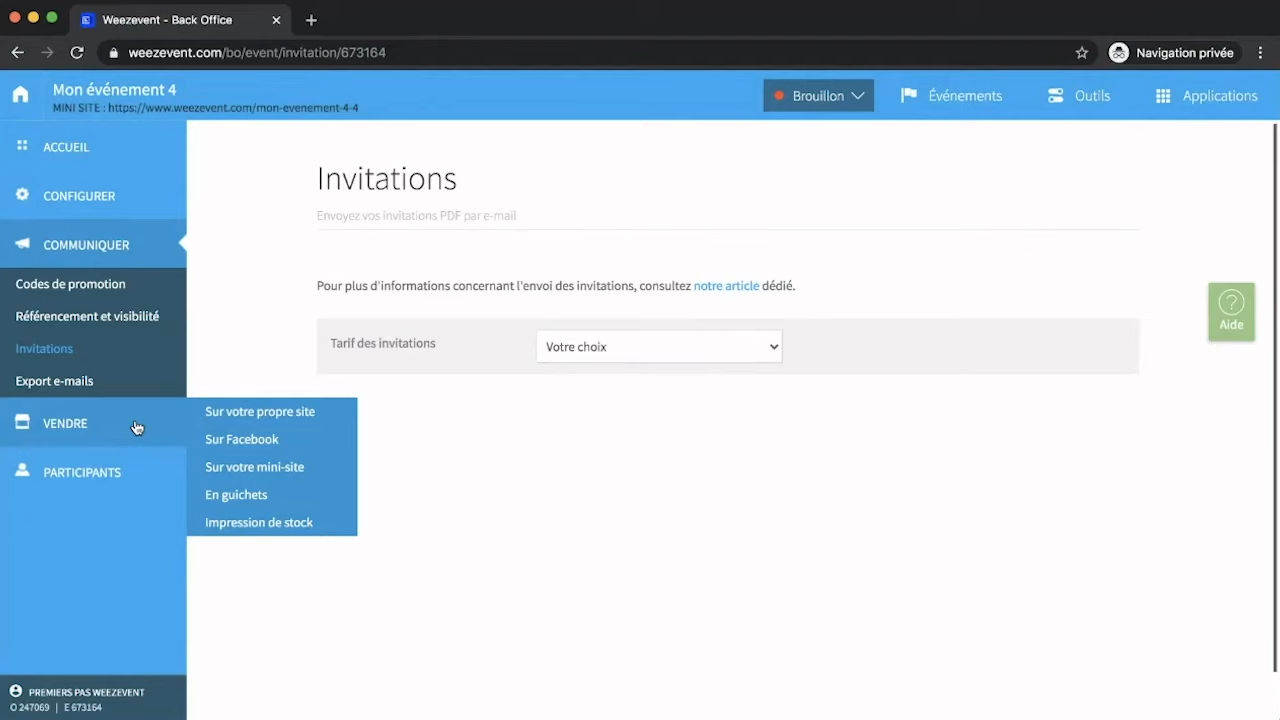 Weezevent - Back Office
weezevent.com/bo/event/invitation/673164
Navigation privée
Mon événement 4
MINI SITE : https://www.weezevent.com/mon-evenement-4-4
Brouillon
Événements
Outils
Applications
ACCUEIL
CONFIGURER
COMMUNIQUER
Codes de promotion
Référencement et visibilité
Invitations
Export e-mails
VENDRE
PARTICIPANTS
Sur votre propre site
Sur Facebook
Sur votre mini-site
En guichets
Impression de stock
Invitations
Envoyez vos invitations PDF par e-mail
Pour plus d'informations concernant l'envoi des invitations, consultez notre article dédié.
Tarif des invitations
Votre choix
Aide
PREMIERS PAS WEEZEVENT
O 247069 | E 673164